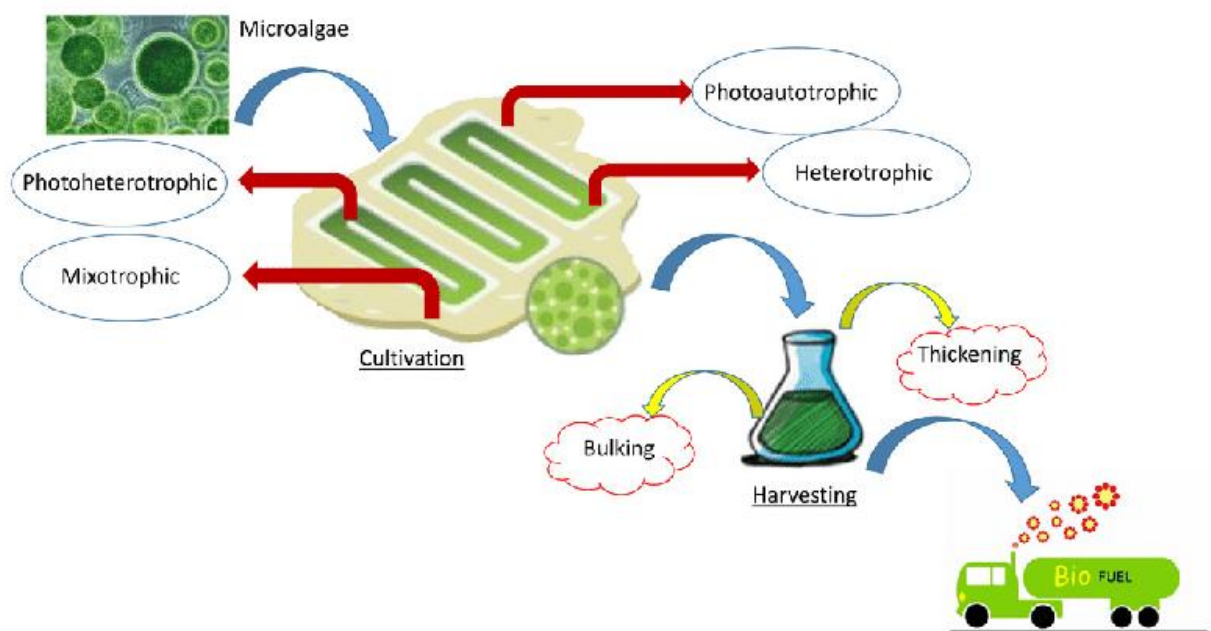 Microalgae
Photoautotrophic
Photoheterotrophic
Heterotrophic
Mixotrophic
Cultivation
Thickening
Bulking
Harvesting
Bio FUEL